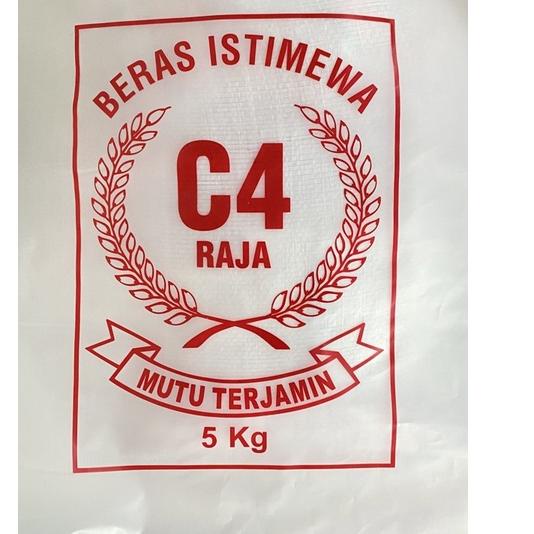 BERAS ISTIMEWA
C4
RAJA
MUTU TERJAMIN
5 Kg